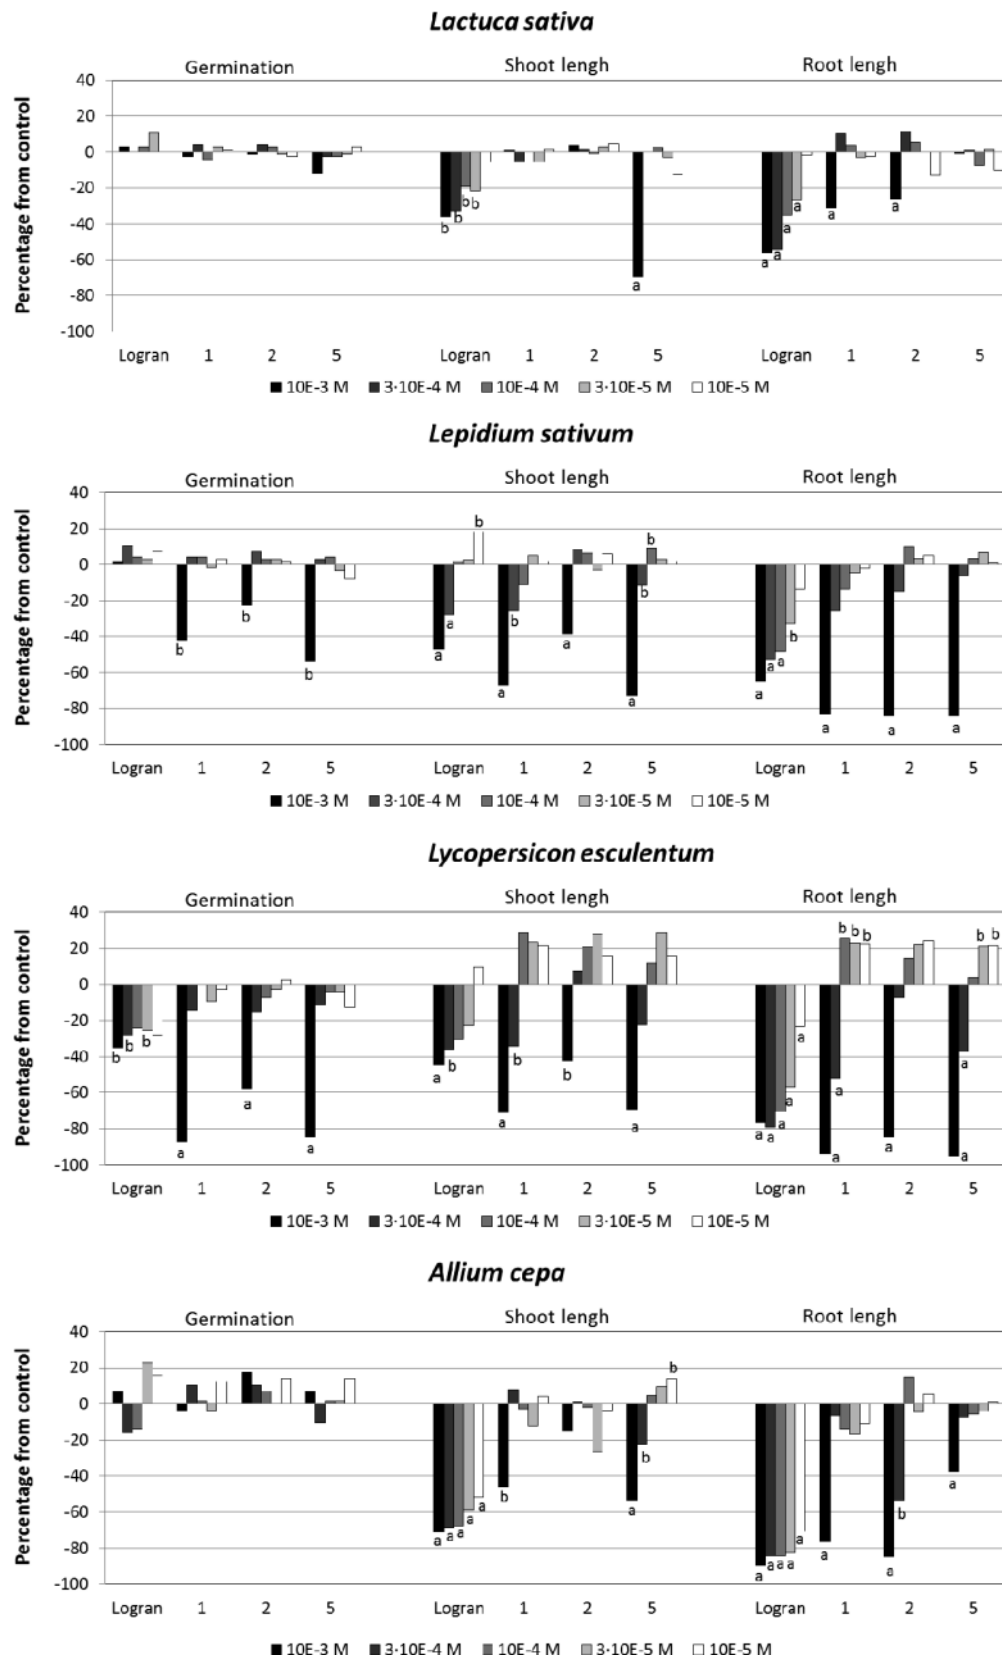 Lactuca sativa
Germination Shoot lengh Root lengh
Percentage from control
40
20
0
-20
-40
-60
-80
-100
b b b b a a a a a a a
Logran 1 2 5 Logran 1 2 5 Logran 1 2 5
10E-3 M 3·10E-4 M 10E-4 M 3·10E-5 M 10E-5 M
Lepidium sativum
Germination Shoot lengh Root lengh
Percentage from control
40
20
0
-20
-40
-60
-80
-100
b b b a a b a b a a b b a a a b a a a
Logran 1 2 5 Logran 1 2 5 Logran 1 2 5
10E-3 M 3·10E-4 M 10E-4 M 3·10E-5 M 10E-5 M
Lycopersicon esculentum
Germination Shoot lengh Root lengh
Percentage from control
40
20
0
-20
-40
-60
-80
-100
b b b a a a a b a b b a a a a a a a a b b b a a a b b
Logran 1 2 5 Logran 1 2 5 Logran 1 2 5
10E-3 M 3·10E-4 M 10E-4 M 3·10E-5 M 10E-5 M
Allium cepa
Germination Shoot lengh Root lengh
Percentage from control
40
20
0
-20
-40
-60
-80
-100
a a a a a b a b b a a a a a a a b a
Logran 1 2 5 Logran 1 2 5 Logran 1 2 5
10E-3 M 3·10E-4 M 10E-4 M 3·10E-5 M 10E-5 M